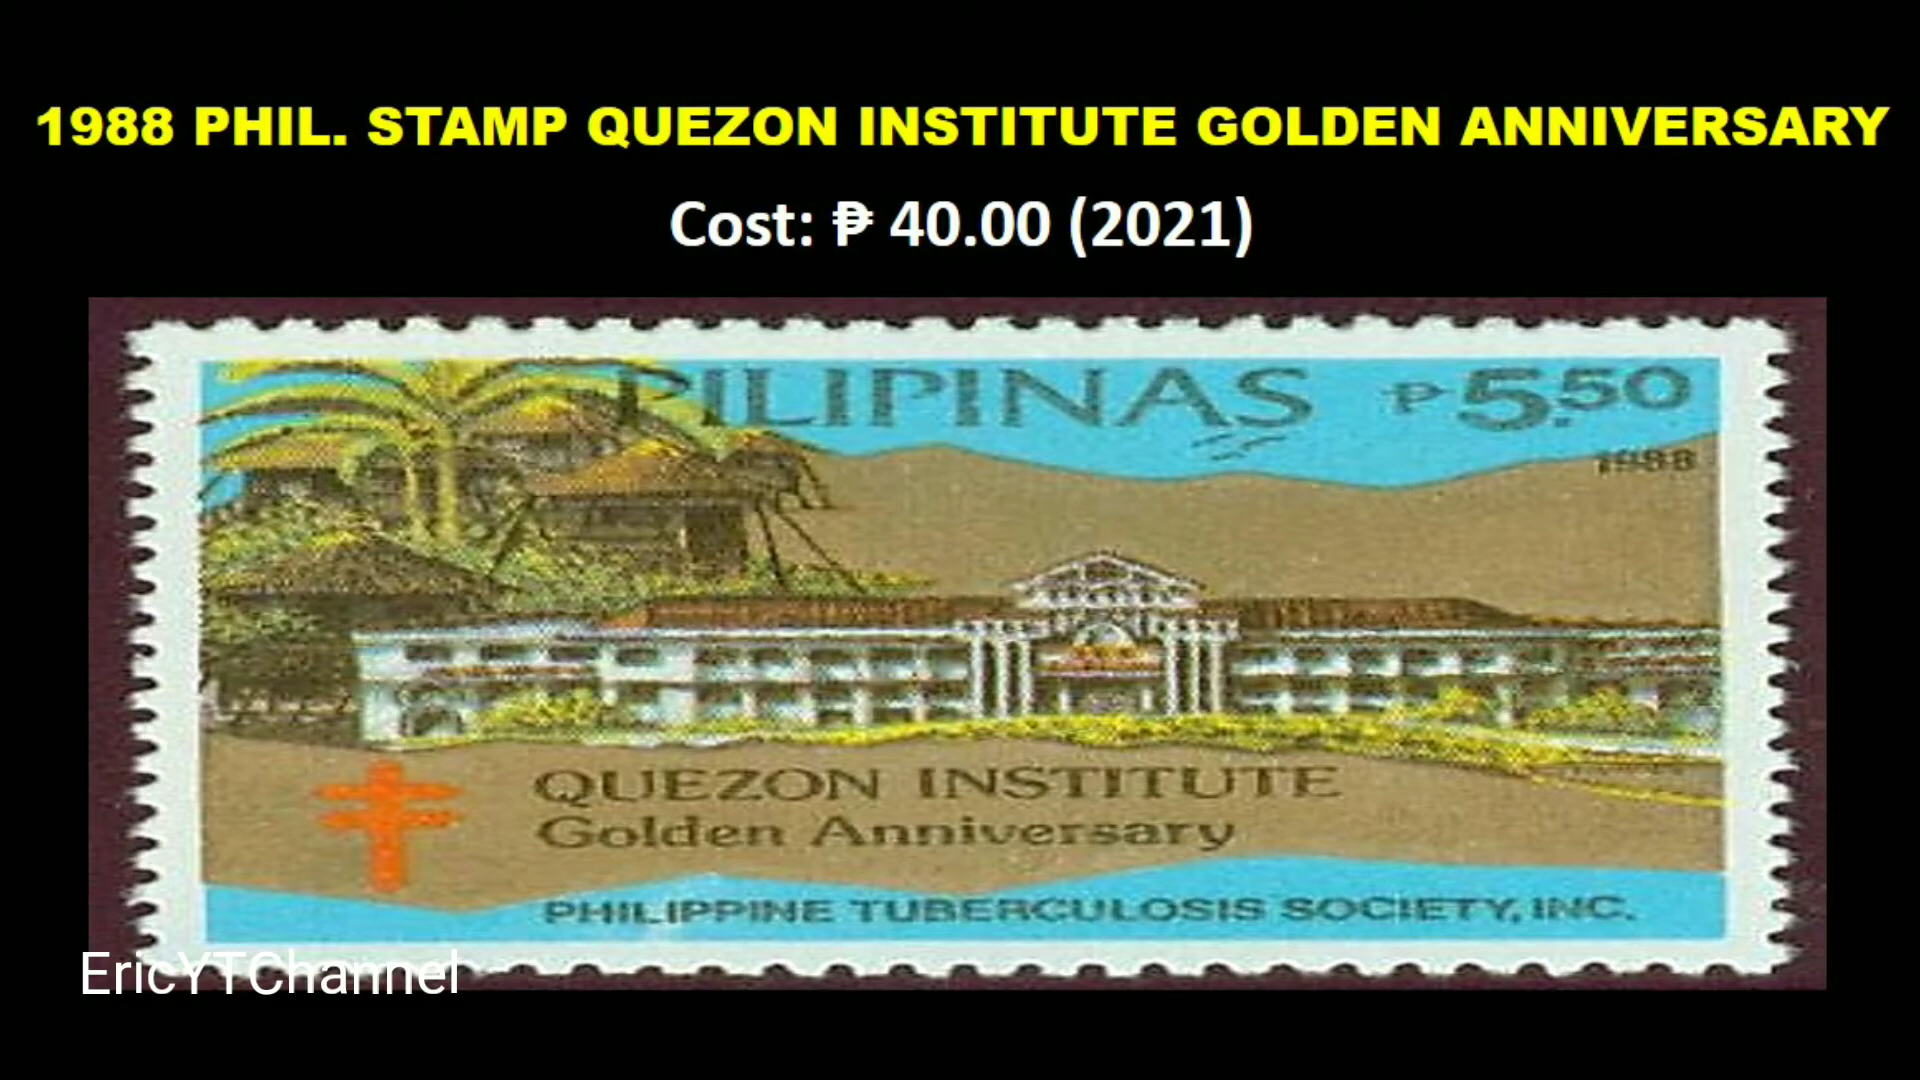 1988 PHIL. STAMP QUEZON INSTITUTE GOLDEN ANNIVERSARY
Cost: ₱ 40.00 (2021)
PILIPINAS ₱5.50
1988
QUEZON INSTITUTE
Golden Anniversary
PHILIPPINE TUBERCULOSIS SOCIETY, INC.
EricYTChannel